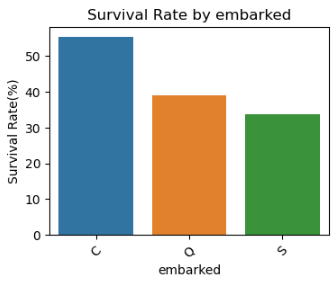 Survival Rate by embarked
Survival Rate(%)
50
40
30
20
10
0
C
Q
S
embarked